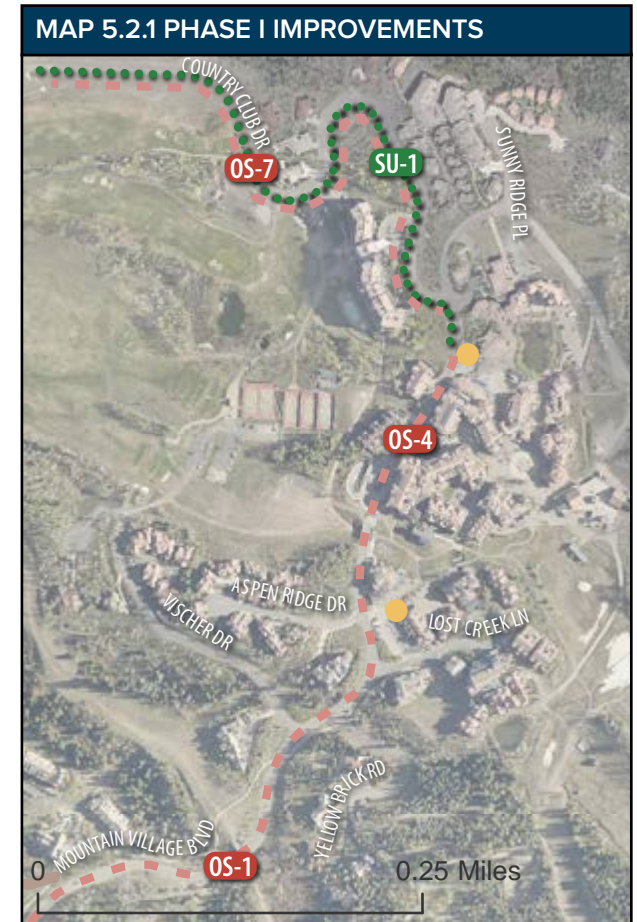 MAP 5.2.1 PHASE I IMPROVEMENTS
COUNTRY CLUB DR
OS-7
SU-1
SUNNY RIDGE PL
OS-4
ASPEN RIDGE DR
VISCHER DR
LOST CREEK LN
YELLOW BRICK RD
MOUNTAIN VILLAGE BLVD
OS-1
0
0.25 Miles